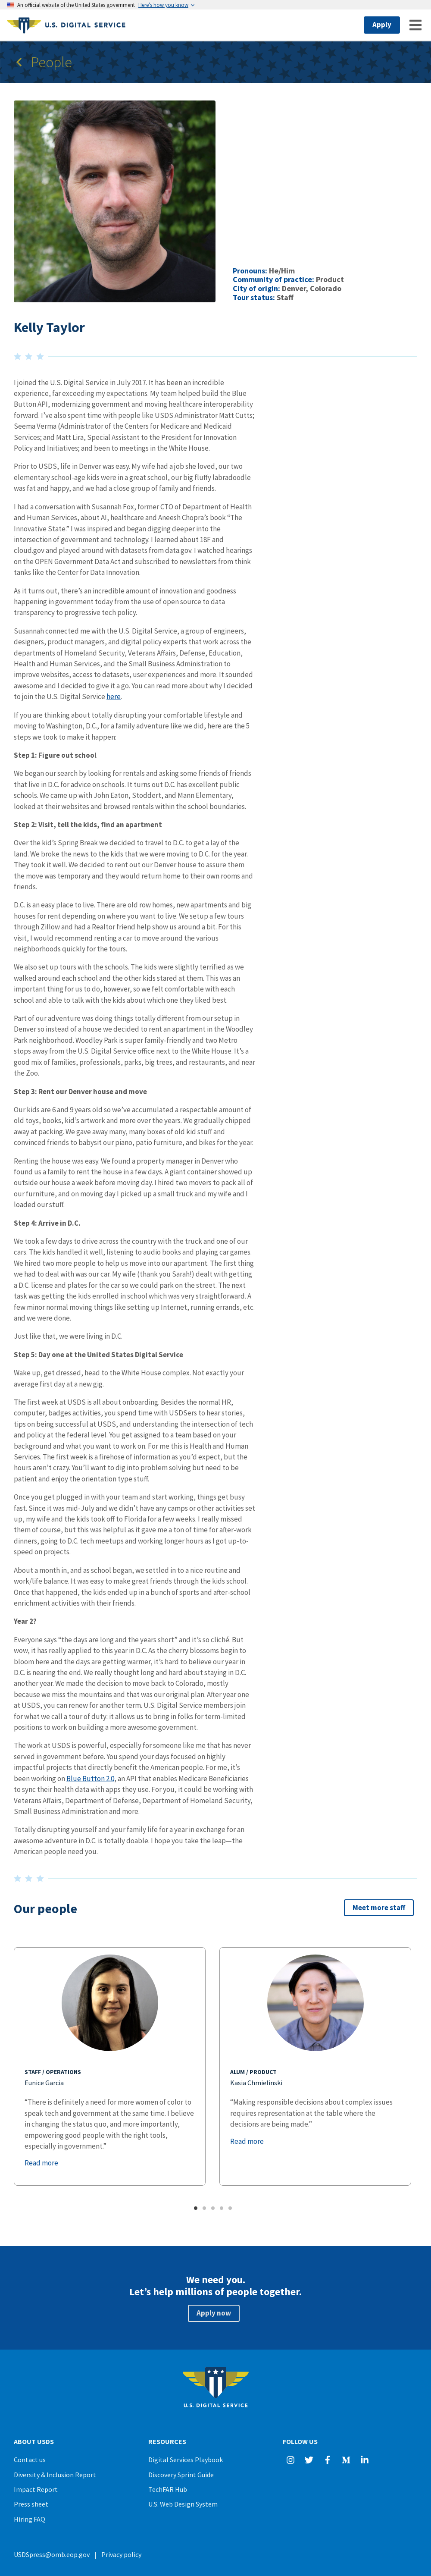 An official website of the United States government Here's how you know
U.S. DIGITAL SERVICE
Apply
People
Pronouns: He/Him
Community of practice: Product
City of origin: Denver, Colorado
Tour status: Staff
Kelly Taylor
I joined the U.S. Digital Service in July 2017. It has been an incredible
experience, far exceeding my expectations. My team helped build the Blue
Button API, modernizing government and moving healthcare interoperability
forward. I've also spent time with people like USDS Administrator Matt Cutts;
Seema Verma (Administrator of the Centers for Medicare and Medicaid
Services; and Matt Lira, Special Assistant to the President for Innovation
Policy and Initiatives; and been to meetings in the White House.
Prior to USDS, life in Denver was easy. My wife had a job she loved, our two
elementary school-age kids were in a great school, our big fluffy labradoodle
was fat and happy, and we had a close group of family and friends.
I had a conversation with Susannah Fox, former CTO of Department of Health
and Human Services, about AI, healthcare and Aneesh Chopra's book "The
Innovative State." I was inspired and began digging deeper into the
intersection of government and technology. I learned about 18F and
cloud.gov and played around with datasets from data.gov. I watched hearings
on the OPEN Government Data Act and subscribed to newsletters from think
tanks like the Center for Data Innovation.
As it turns out, there's an incredible amount of innovation and goodness
happening in government today from the use of open source to data
transparency to progressive tech policy.
Susannah connected me with the U.S. Digital Service, a group of engineers,
designers, product managers, and digital policy experts that work across the
departments of Homeland Security, Veterans Affairs, Defense, Education,
Health and Human Services, and the Small Business Administration to
improve websites, access to datasets, user experiences and more. It sounded
awesome and I decided to give it a go. You can read more about why I decided
to join the U.S. Digital Service here.
If you are thinking about totally disrupting your comfortable lifestyle and
moving to Washington, D.C., for a family adventure like we did, here are the 5
steps we took to make it happen:
Step 1: Figure out school
We began our search by looking for rentals and asking some friends of friends
that live in D.C. for advice on schools. It turns out D.C. has excellent public
schools. We came up with John Eaton, Stoddert, and Mann Elementary,
looked at their websites and browsed rentals within the school boundaries.
Step 2: Visit, tell the kids, find an apartment
Over the kid's Spring Break we decided to travel to D.C. to get a lay of the
land. We broke the news to the kids that we were moving to D.C. for the year.
They took it well. We decided to rent out our Denver house to assure them
the move was temporary and they would return home to their own rooms and
friends.
D.C. is an easy place to live. There are old row homes, new apartments and big
houses for rent depending on where you want to live. We setup a few tours
through Zillow and had a Realtor friend help show us around a bit. For this
visit, I would recommend renting a car to move around the various
neighborhoods quickly for the tours.
We also set up tours with the schools. The kids were slightly terrified as we
walked around each school and the other kids stared at them. This was an
important thing for us to do, however, so we felt comfortable with each
school and able to talk with the kids about which one they liked best.
Part of our adventure was doing things totally different from our setup in
Denver so instead of a house we decided to rent an apartment in the Woodley
Park neighborhood. Woodley Park is super family-friendly and two Metro
stops away from the U.S. Digital Service office next to the White House. It's a
good mix of families, professionals, parks, big trees, and restaurants, and near
the Zoo.
Step 3: Rent our Denver house and move
Our kids are 6 and 9 years old so we've accumulated a respectable amount of
old toys, books, kid's artwork and more over the years. We gradually chipped
away at packing. We gave away many, many boxes of old kid stuff and
convinced friends to babysit our piano, patio furniture, and bikes for the year.
Renting the house was easy. We found a property manager in Denver who
found us a family to rent the house in a few days. A giant container showed up
outside our house a week before moving day. I hired two movers to pack all of
our furniture, and on moving day I picked up a small truck and my wife and I
loaded our stuff.
Step 4: Arrive in D.C.
We took a few days to drive across the country with the truck and one of our
cars. The kids handled it well, listening to audio books and playing car games.
We hired two more people to help us move into our apartment. The first thing
we had to deal with was our car. My wife (thank you Sarah!) dealt with getting
a D.C. license and plates for the car so we could park on the street. The next
task was getting the kids enrolled in school which was very straightforward. A
few minor normal moving things like setting up Internet, running errands, etc.
and we were done.
Just like that, we were living in D.C.
Step 5: Day one at the United States Digital Service
Wake up, get dressed, head to the White House complex. Not exactly your
average first day at a new gig.
The first week at USDS is all about onboarding. Besides the normal HR,
computer, badges activities, you spend time with USDSers to hear stories,
tips on being successful at USDS, and understanding the intersection of tech
and policy at the federal level. You get assigned to a team based on your
background and what you want to work on. For me this is Health and Human
Services. The first week is a firehose of information as you'd expect, but the
hours aren't crazy. You'll want to dig into problem solving but need to be
patient and enjoy the orientation type stuff.
Once you get plugged in with your team and start working, things get busy
fast. Since it was mid-July and we didn't have any camps or other activities set
up, my wife and the kids took off to Florida for a few weeks. I really missed
them of course, but this was helpful as it gave me a ton of time for after-work
dinners, going to D.C. tech meetups and working longer hours as I got up-to-
speed on projects.
About a month in, and as school began, we settled in to a nice routine and
work/life balance. It was easy to make great friends through the kids school.
Once that happened, the kids ended up in a bunch of sports and after-school
enrichment activities with their friends.
Year 2?
Everyone says "the days are long and the years short" and it's so cliché. But
wow, it has really applied to this year in D.C. As the cherry blossoms begin to
bloom here and the days are getting warmer, it's hard to believe our year in
D.C. is nearing the end. We really thought long and hard about staying in D.C.
another year. We made the decision to move back to Colorado, mostly
because we miss the mountains and that was our original plan. After year one
at USDS, you can renew for another term. U.S. Digital Service members join
for what we call a tour of duty: it allows us to bring in folks for term-limited
positions to work on building a more awesome government.
The work at USDS is powerful, especially for someone like me that has never
served in government before. You spend your days focused on highly
impactful projects that directly benefit the American people. For me, it's
been working on Blue Button 2.0, an API that enables Medicare Beneficiaries
to sync their health data with apps they use. For you, it could be working with
Veterans Affairs, Department of Defense, Department of Homeland Security,
Small Business Administration and more.
Totally disrupting yourself and your family life for a year in exchange for an
awesome adventure in D.C. is totally doable. I hope you take the leap—the
American people need you.
Our people
Meet more staff
STAFF / OPERATIONS
Eunice Garcia
"There is definitely a need for more women of color to
speak tech and government at the same time. I believe
in changing the status quo, and more importantly,
empowering good people with the right tools,
especially in government."
Read more
ALUM / PRODUCT
Kasia Chmielinski
"Making responsible decisions about complex issues
requires representation at the table where the
decisions are being made."
Read more
We need you.
Let's help millions of people together.
Apply now
U.S. DIGITAL SERVICE
ABOUT USDS
Contact us
Diversity & Inclusion Report
Impact Report
Press sheet
Hiring FAQ
RESOURCES
Digital Services Playbook
Discovery Sprint Guide
TechFAR Hub
U.S. Web Design System
FOLLOW US
USDSpress@omb.eop.gov | Privacy policy